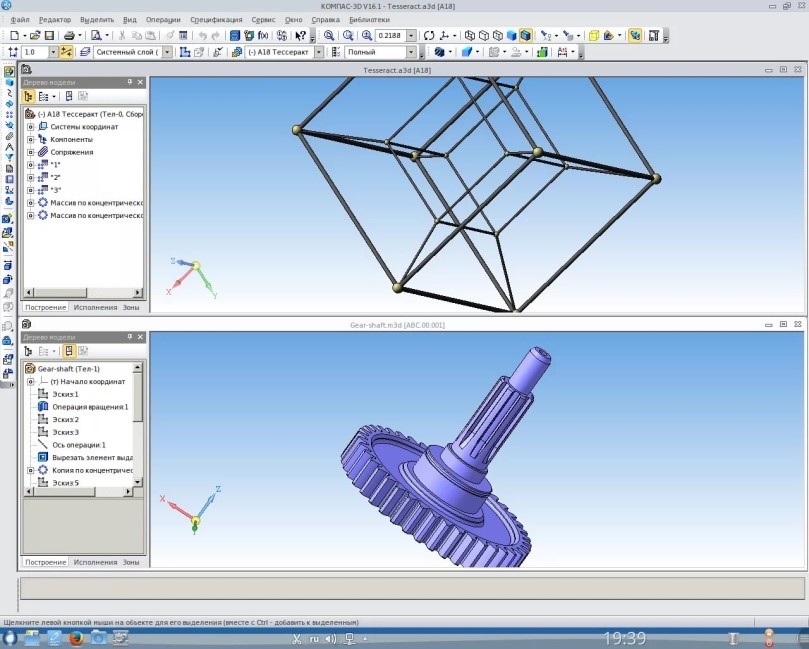 КОМПАС-3D V16.1 - Tesseract.a3d [A18]
Файл Редактор Выделить Вид Операции Спецификация Сервис Окно Справка Библиотеки
0.2188
1.0 Системный слой ( (-) A18 Тессеракт Полный
Tesseract.a3d [A18]
Дерево модели
(-) A18 Тессеракт (Тел-0, Сбор
Системы координат
Компоненты
Сопряжения
"1"
"2"
"3"
Массив по концентрическо
Массив по концентрическо
Z
X
Y
Построение Исполнения Зоны
Gear-shaft.m3d [ABC.00.001]
Дерево модели
Gear-shaft (Тел-1)
(т) Начало координат
Эскиз:1
Операция вращения:1
Эскиз:2
Эскиз:3
Ось операции:1
Вырезать элемент выда
Копия по концентричес
Эскиз:5
X
Z
Построение Исполнения Зоны
Щелкните левой кнопкой мыши на объекте для его выделения (вместе с Ctrl - добавить к выделенным)
ru 19:39